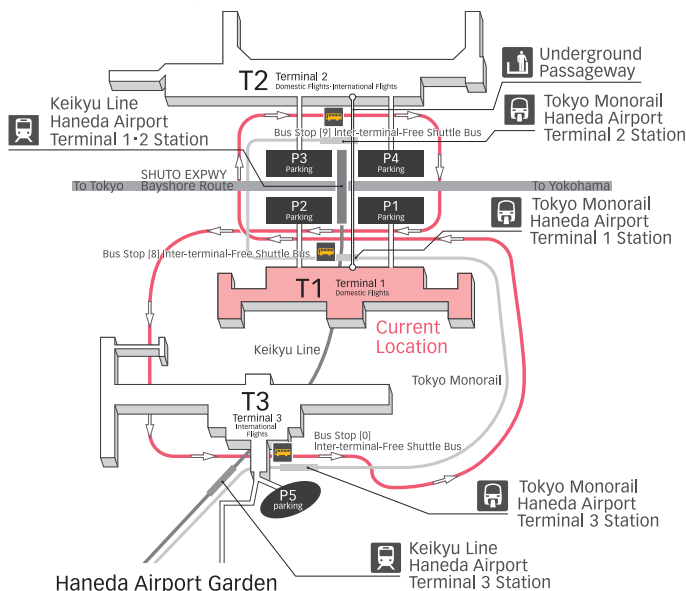 T2 Terminal 2
Domestic Flights･International Flights
Underground
Passageway
Keikyu Line
Haneda Airport
Terminal 1･2 Station
Tokyo Monorail
Haneda Airport
Terminal 2 Station
Bus Stop [9] Inter-terminal-Free Shuttle Bus
P3
Parking
P4
Parking
SHUTO EXPWY
To Tokyo Bayshore Route
To Yokohama
P2
Parking
P1
Parking
Tokyo Monorail
Haneda Airport
Terminal 1 Station
Bus Stop [8] Inter-terminal-Free Shuttle Bus
T1 Terminal 1
Domestic Flights
Current
Location
Keikyu Line
Tokyo Monorail
T3
Terminal 3
International
Flights
Bus Stop [0]
Inter-terminal-Free Shuttle Bus
P5
parking
Tokyo Monorail
Haneda Airport
Terminal 3 Station
Keikyu Line
Haneda Airport
Terminal 3 Station
Haneda Airport Garden